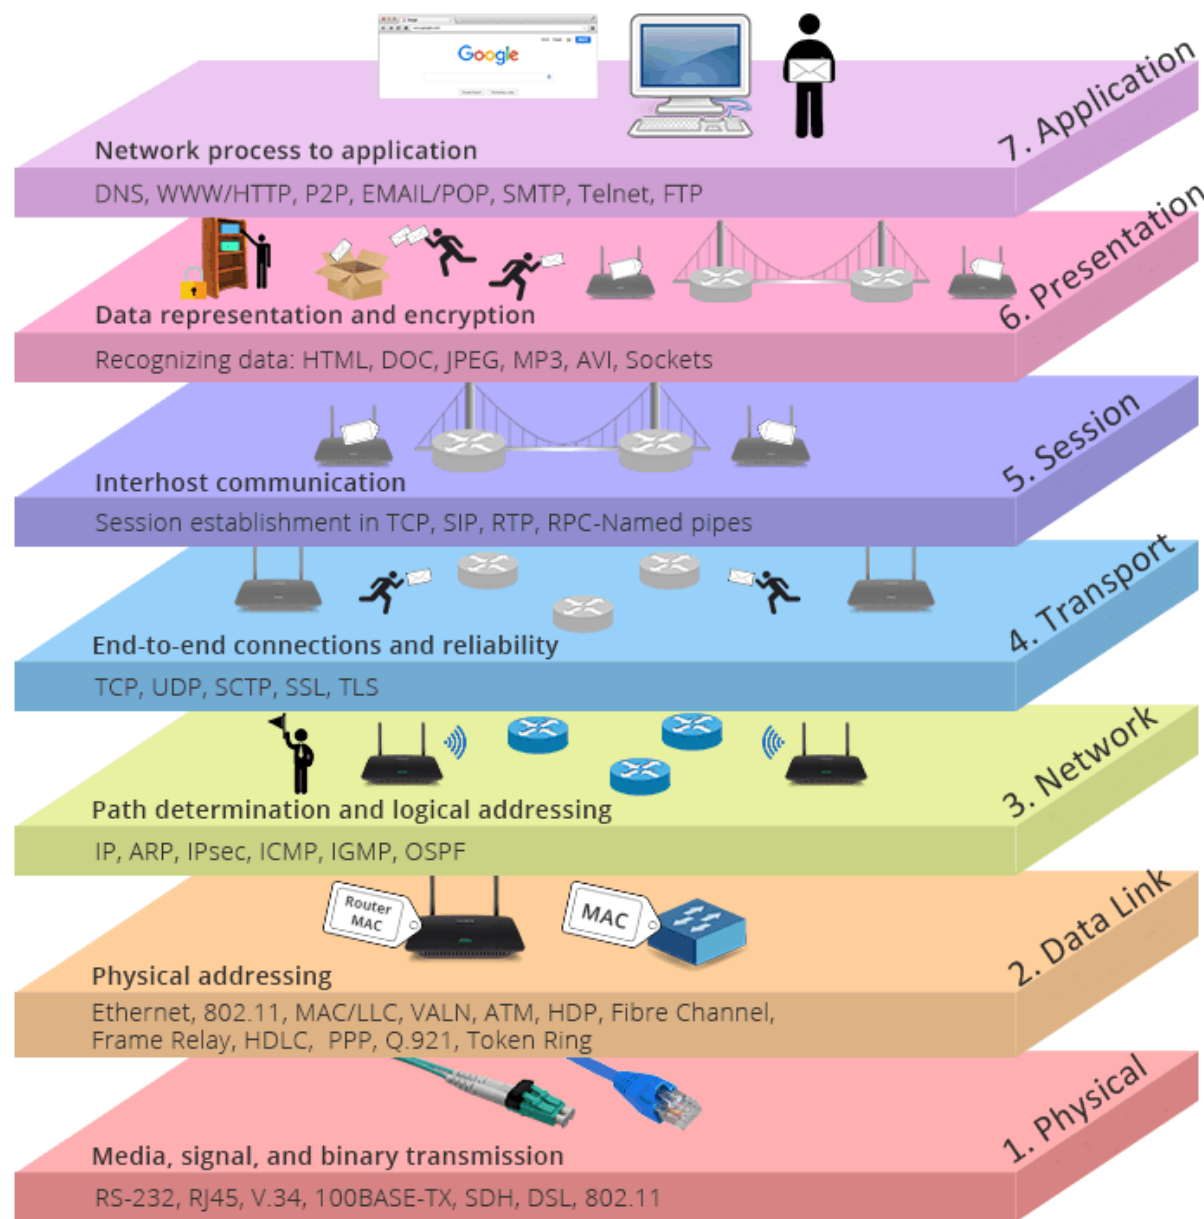 Google
7. Application
Network process to application
DNS, WWW/HTTP, P2P, EMAIL/POP, SMTP, Telnet, FTP
6. Presentation
Data representation and encryption
Recognizing data: HTML, DOC, JPEG, MP3, AVI, Sockets
5. Session
Interhost communication
Session establishment in TCP, SIP, RTP, RPC-Named pipes
4. Transport
End-to-end connections and reliability
TCP, UDP, SCTP, SSL, TLS
3. Network
Path determination and logical addressing
IP, ARP, IPsec, ICMP, IGMP, OSPF
Router
MAC
MAC
2. Data Link
Physical addressing
Ethernet, 802.11, MAC/LLC, VALN, ATM, HDP, Fibre Channel,
Frame Relay, HDLC, PPP, Q.921, Token Ring
1. Physical
Media, signal, and binary transmission
RS-232, RJ45, V.34, 100BASE-TX, SDH, DSL, 802.11